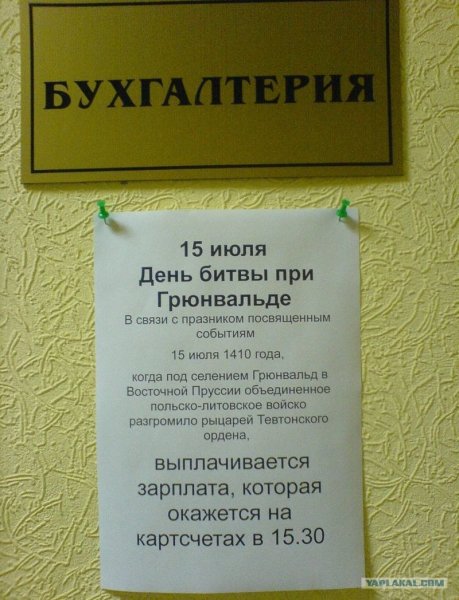 БУХГАЛТЕРИЯ
15 июля
День битвы при
Грюнвальде
В связи с празником посвященным
событиям
15 июля 1410 года,
когда под селением Грюнвальд в
Восточной Пруссии объединенное
польско-литовское войско
разгромило рыцарей Тевтонского
ордена,
выплачивается
зарплата, которая
окажется на
картсчетах в 15.30
YAPLAKAL.COM